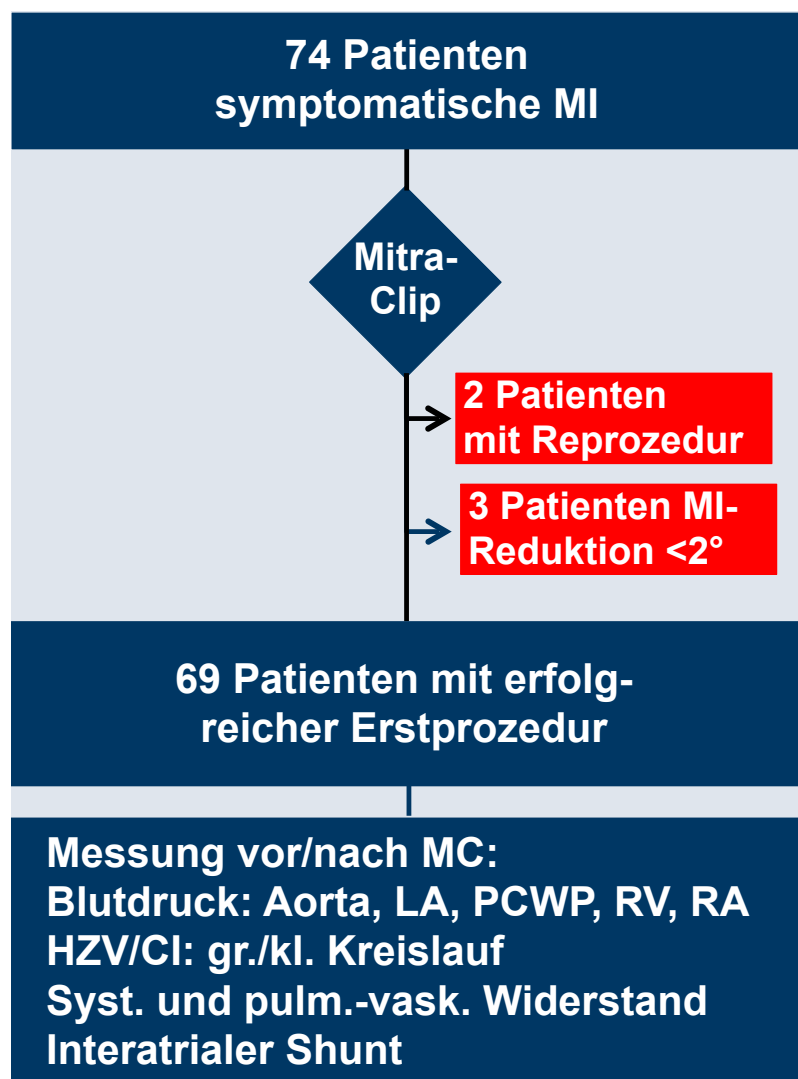 74 Patienten
symptomatische MI
Mitra-
Clip
2 Patienten
mit Reprozedur
3 Patienten MI-
Reduktion <2°
69 Patienten mit erfolg-
reicher Erstprozedur
Messung vor/nach MC:
Blutdruck: Aorta, LA, PCWP, RV, RA
HZV/CI: gr./kl. Kreislauf
Syst. und pulm.-vask. Widerstand
Interatrialer Shunt